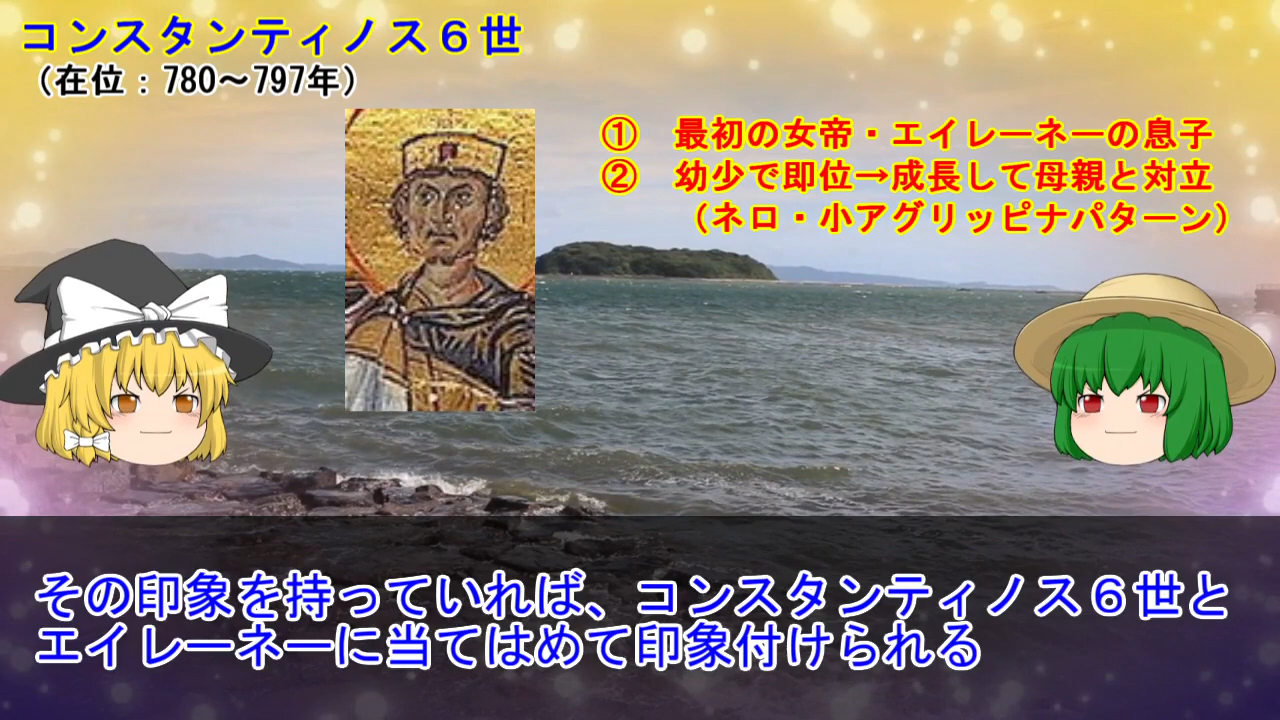 コンスタンティノス６世
（在位：780～797年）
①　最初の女帝・エイレーネーの息子
②　幼少で即位→成長して母親と対立
（ネロ・小アグリッピナパターン）
その印象を持っていれば、コンスタンティノス６世と
エイレーネーに当てはめて印象付けられる